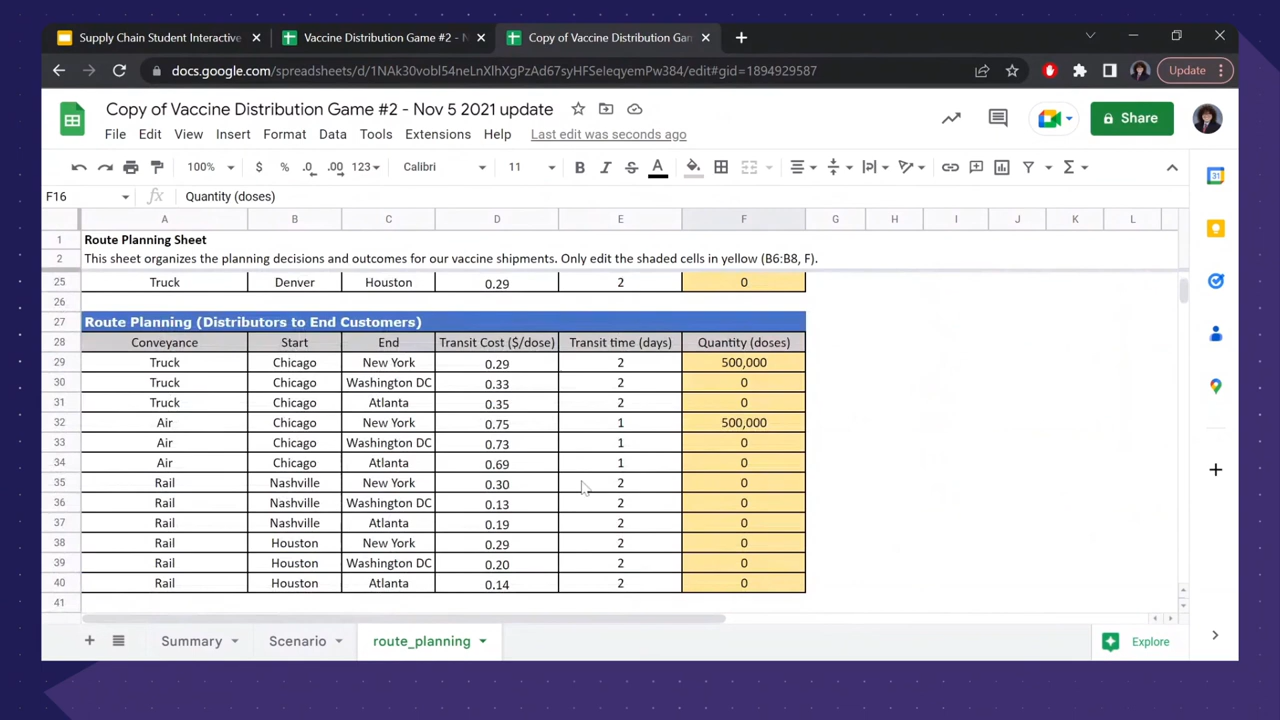 Supply Chain Student Interactive
Vaccine Distribution Game #2 - N
Copy of Vaccine Distribution Gam
docs.google.com/spreadsheets/d/1NAk30vobl54neLnXlhXgPzAd67syHFSeIeqyemPw384/edit#gid=1894929587
Update
Copy of Vaccine Distribution Game #2 - Nov 5 2021 update
Share
File Edit View Insert Format Data Tools Extensions Help Last edit was seconds ago
100% $ % .0 .00 123 Calibri 11 B I S A
F16 fx Quantity (doses)
A B C D E F G H I J K L
1 Route Planning Sheet
2 This sheet organizes the planning decisions and outcomes for our vaccine shipments. Only edit the shaded cells in yellow (B6:B8, F).
25 Truck Denver Houston 0.29 2 0
26
27 Route Planning (Distributors to End Customers)
28 Conveyance Start End Transit Cost ($/dose) Transit time (days) Quantity (doses)
29 Truck Chicago New York 0.29 2 500,000
30 Truck Chicago Washington DC 0.33 2 0
31 Truck Chicago Atlanta 0.35 2 0
32 Air Chicago New York 0.75 1 500,000
33 Air Chicago Washington DC 0.73 1 0
34 Air Chicago Atlanta 0.69 1 0
35 Rail Nashville New York 0.30 2 0
36 Rail Nashville Washington DC 0.13 2 0
37 Rail Nashville Atlanta 0.19 2 0
38 Rail Houston New York 0.29 2 0
39 Rail Houston Washington DC 0.20 2 0
40 Rail Houston Atlanta 0.14 2 0
41
Summary Scenario route_planning Explore